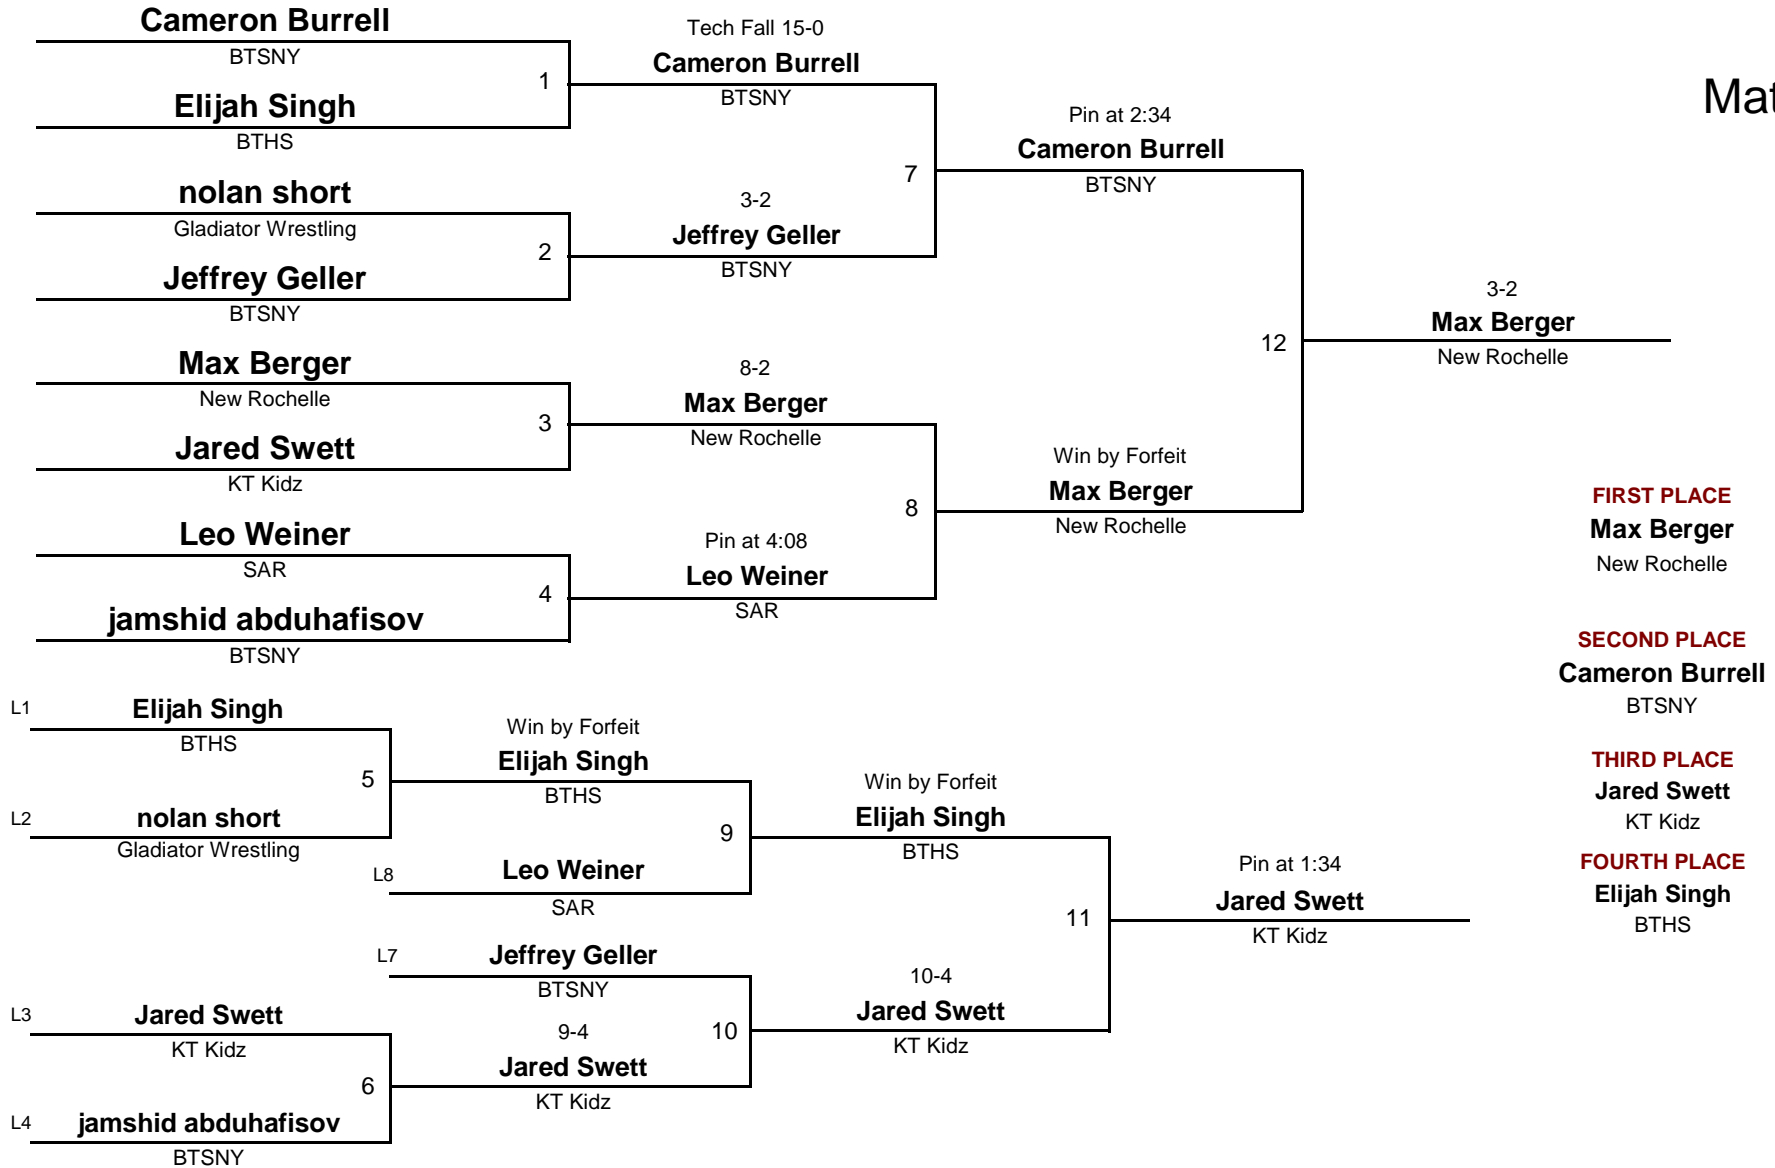 Cameron Burrell
BTSNY
1
Elijah Singh
BTHS
nolan short
Gladiator Wrestling
2
Jeffrey Geller
BTSNY
Max Berger
New Rochelle
3
Jared Swett
KT Kidz
Leo Weiner
SAR
4
jamshid abduhafisov
BTSNY
Tech Fall 15-0
Cameron Burrell
BTSNY
7
3-2
Jeffrey Geller
BTSNY
8-2
Max Berger
New Rochelle
8
Pin at 4:08
Leo Weiner
SAR
Pin at 2:34
Cameron Burrell
BTSNY
12
Win by Forfeit
Max Berger
New Rochelle
3-2
Max Berger
New Rochelle
Mat
FIRST PLACE
Max Berger
New Rochelle
SECOND PLACE
Cameron Burrell
BTSNY
THIRD PLACE
Jared Swett
KT Kidz
FOURTH PLACE
Elijah Singh
BTHS
L1
Elijah Singh
BTHS
5
L2
nolan short
Gladiator Wrestling
L3
Jared Swett
KT Kidz
6
L4
jamshid abduhafisov
BTSNY
Win by Forfeit
Elijah Singh
BTHS
9
L8
Leo Weiner
SAR
L7
Jeffrey Geller
BTSNY
10
9-4
Jared Swett
KT Kidz
Win by Forfeit
Elijah Singh
BTHS
11
10-4
Jared Swett
KT Kidz
Pin at 1:34
Jared Swett
KT Kidz